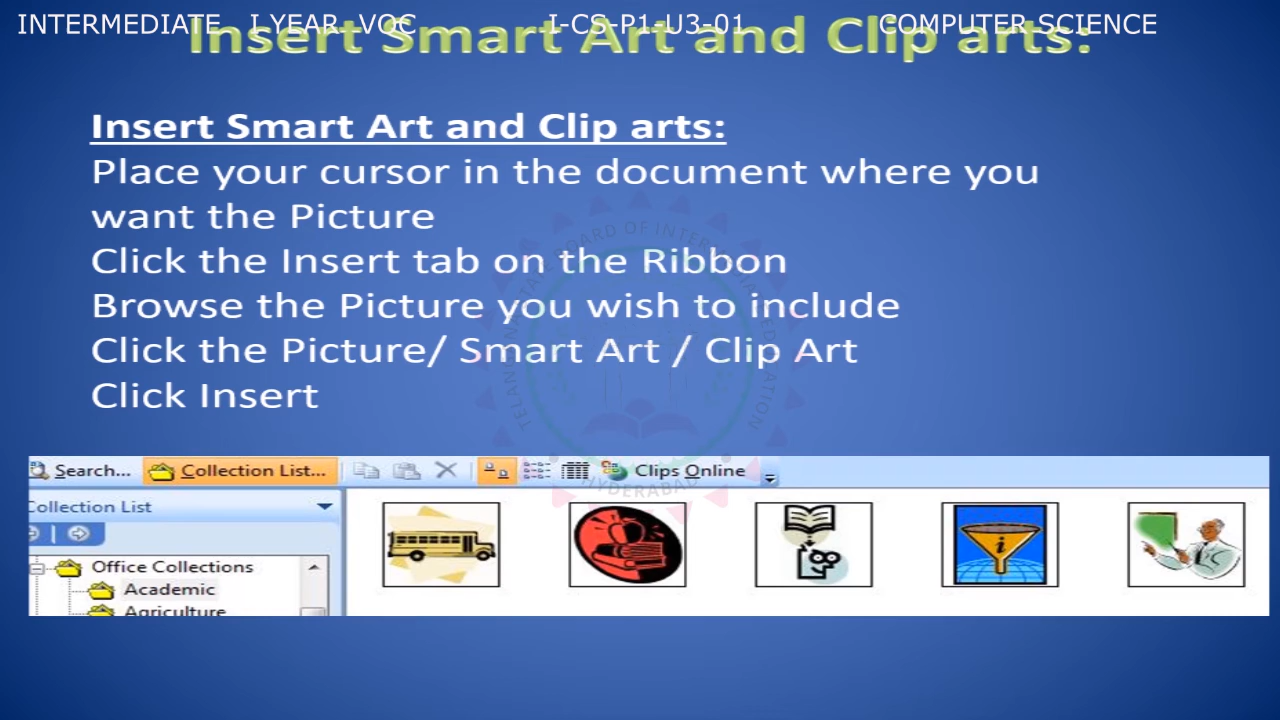 INTERMEDIATE I YEAR VOC I-CS-P1-U3-01 COMPUTER SCIENCE
Insert Smart Art and Clip arts:
Insert Smart Art and Clip arts:
Place your cursor in the document where you
want the Picture
Click the Insert tab on the Ribbon
Browse the Picture you wish to include
Click the Picture/ Smart Art / Clip Art
Click Insert
Search... Collection List... Clips Online
Collection List
Office Collections
Academic
Agriculture
HYDERABAD